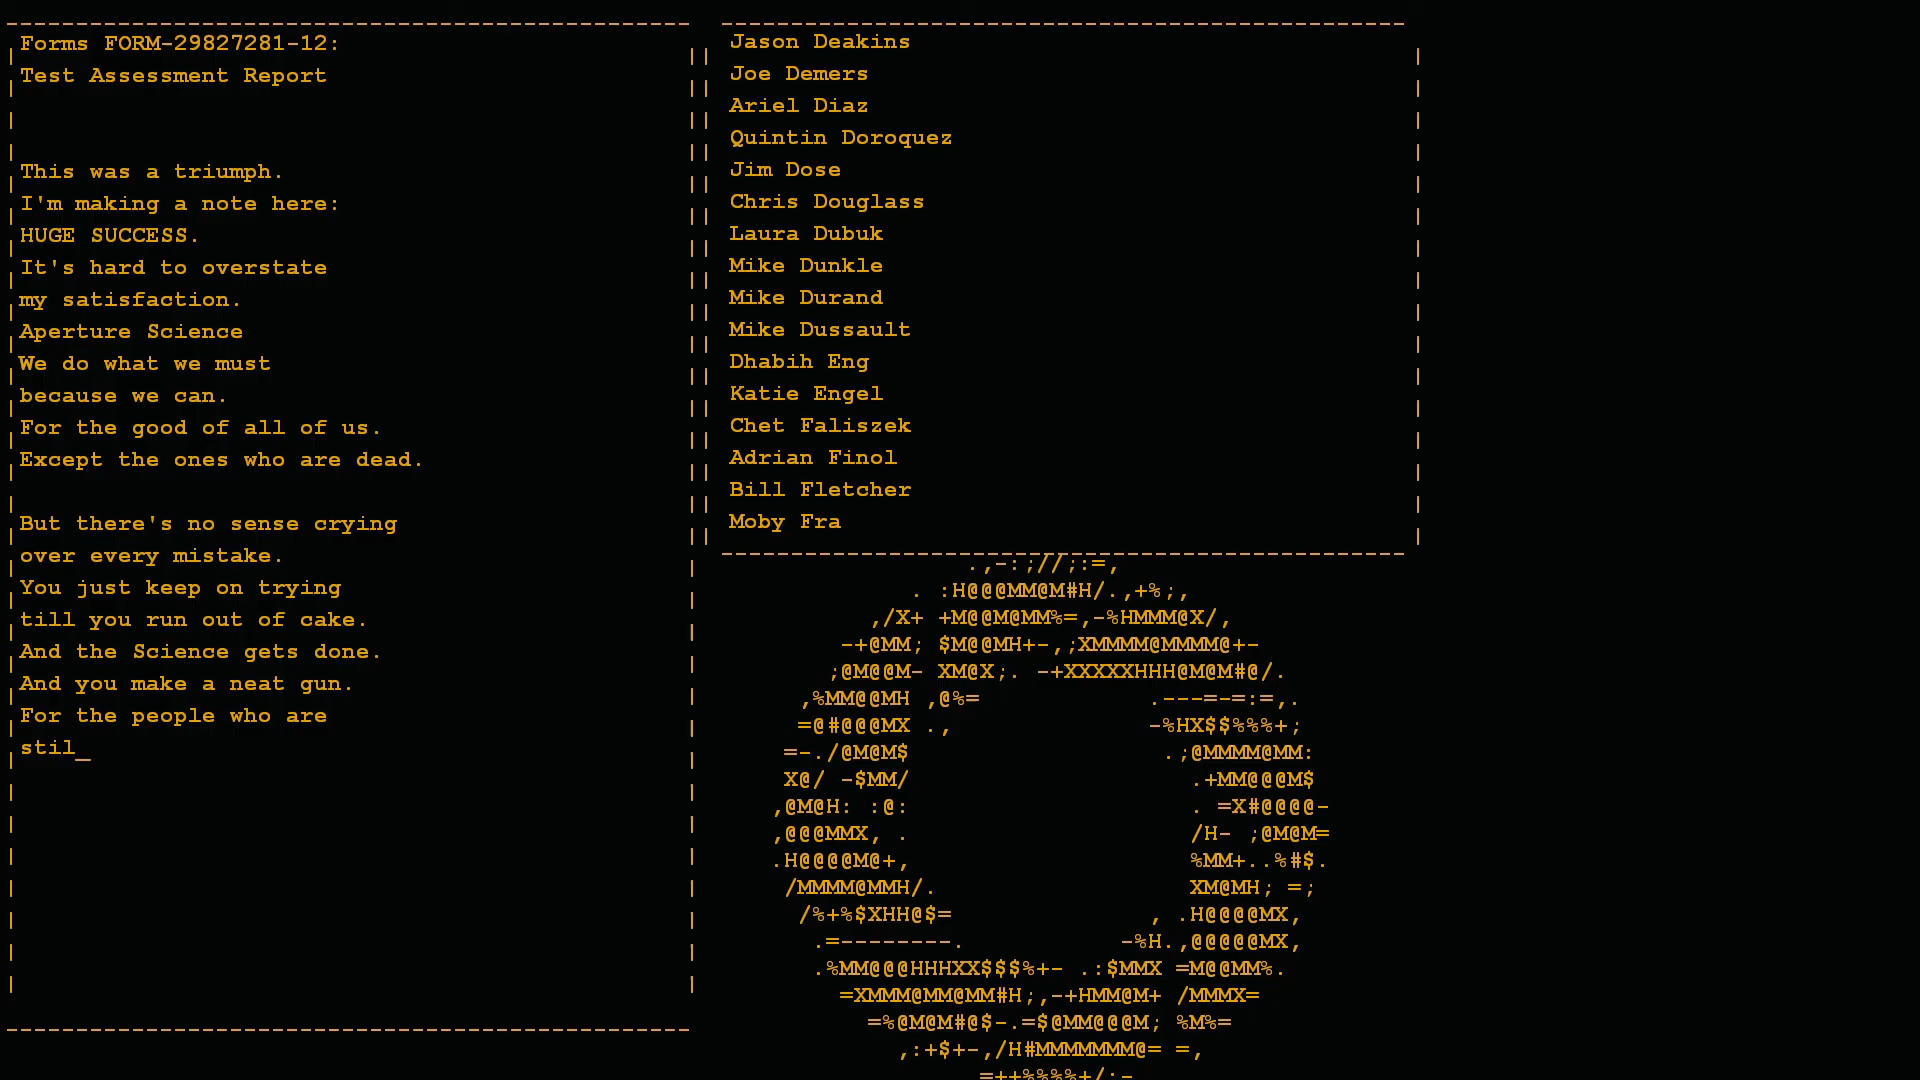 Forms FORM-29827281-12:
Test Assessment Report
This was a triumph.
I'm making a note here:
HUGE SUCCESS.
It's hard to overstate
my satisfaction.
Aperture Science
We do what we must
because we can.
For the good of all of us.
Except the ones who are dead.
But there's no sense crying
over every mistake.
You just keep on trying
till you run out of cake.
And the Science gets done.
And you make a neat gun.
For the people who are
stil_
Jason Deakins
Joe Demers
Ariel Diaz
Quintin Doroquez
Jim Dose
Chris Douglass
Laura Dubuk
Mike Dunkle
Mike Durand
Mike Dussault
Dhabih Eng
Katie Engel
Chet Faliszek
Adrian Finol
Bill Fletcher
Moby Fra